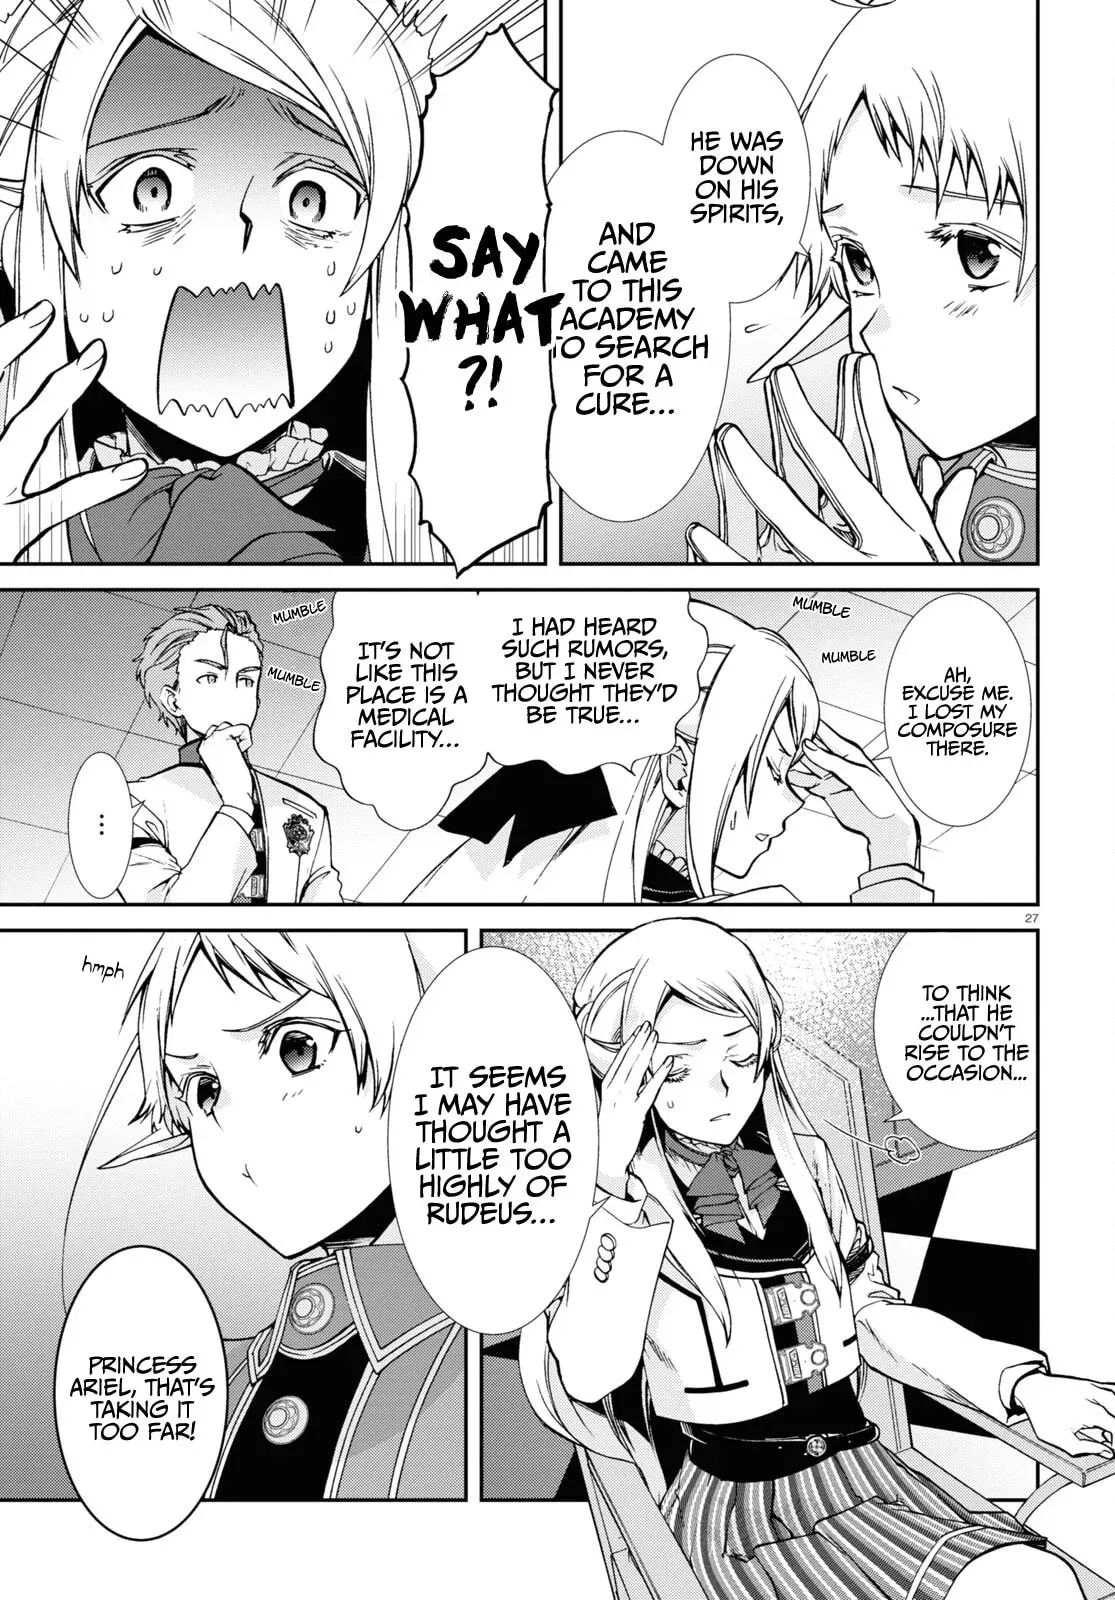 HE WAS
DOWN
ON HIS
SPIRITS,
AND
CAME
TO THIS
ACADEMY
TO SEARCH
FOR A
CURE...
SAY
WHAT
?!
AH,
EXCUSE ME.
I LOST MY
COMPOSURE
THERE.
MUMBLE
MUMBLE
I HAD HEARD
SUCH RUMORS,
BUT I NEVER
THOUGHT THEY'D
BE TRUE...
IT'S NOT
LIKE THIS
PLACE IS A
MEDICAL
FACILITY...
MUMBLE
MUMBLE
...
27
TO THINK
...THAT HE
COULDN'T
RISE TO THE
OCCASION...
IT SEEMS
I MAY HAVE
THOUGHT A
LITTLE TOO
HIGHLY OF
RUDEUS...
hmph
PRINCESS
ARIEL, THAT'S
TAKING IT
TOO FAR!